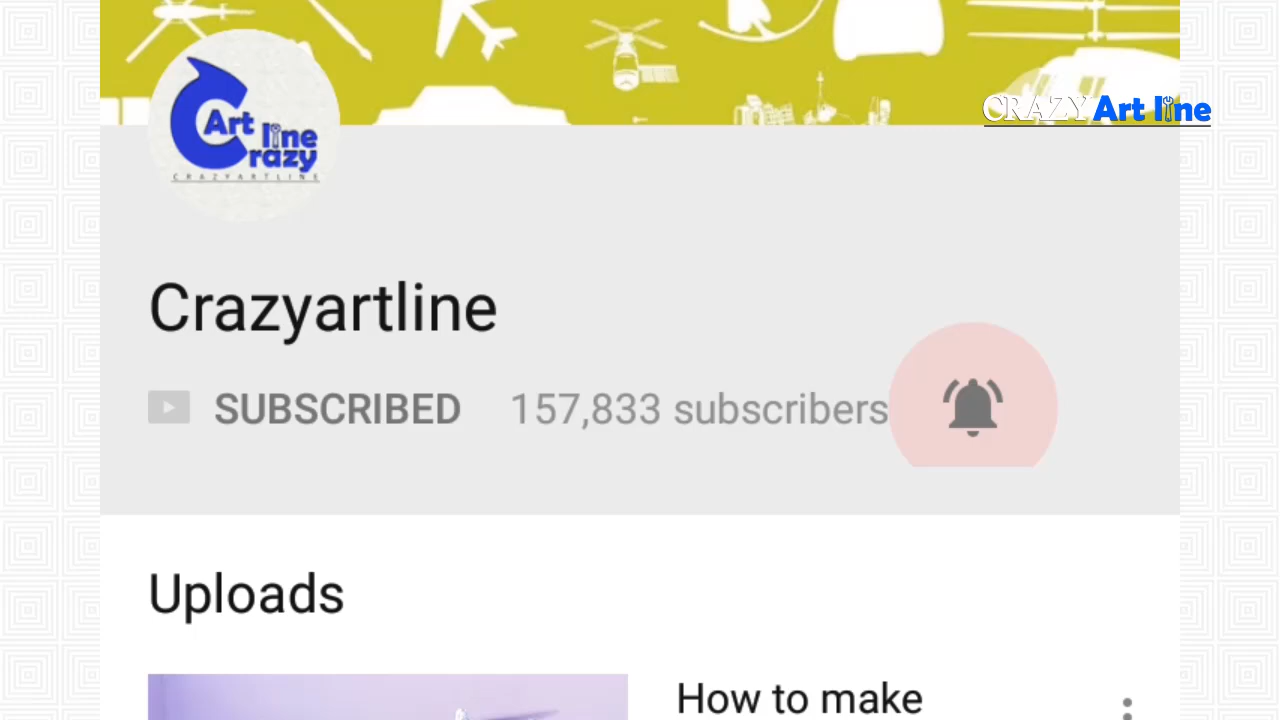 CRAZY Art line
Art line
Crazy
CRAZYARTLINE
Crazyartline
SUBSCRIBED 157,833 subscribers
Uploads
How to make